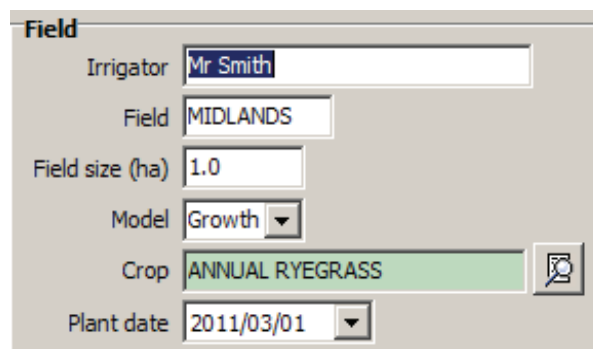 Field
Irrigator Mr Smith
Field MIDLANDS
Field size (ha) 1.0
Model Growth
Crop ANNUAL RYEGRASS
Plant date 2011/03/01